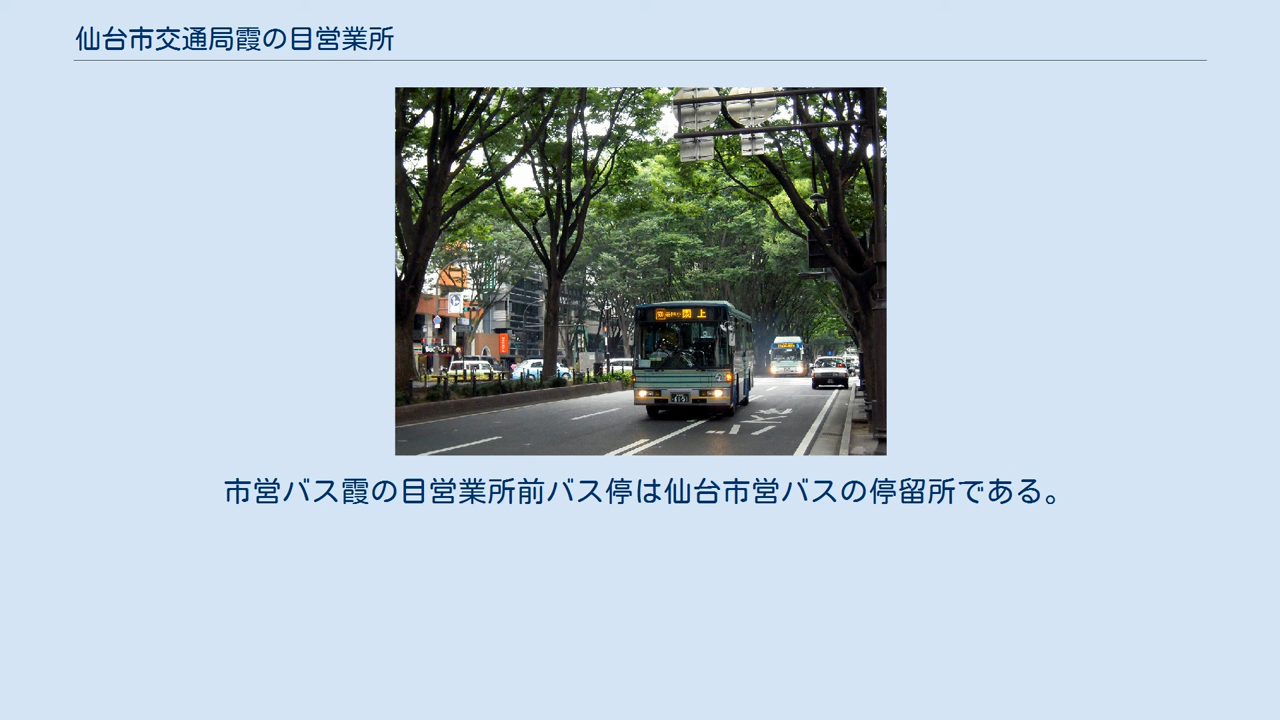 仙台市交通局霞の目営業所
閖上
市営バス霞の目営業所前バス停は仙台市営バスの停留所である。